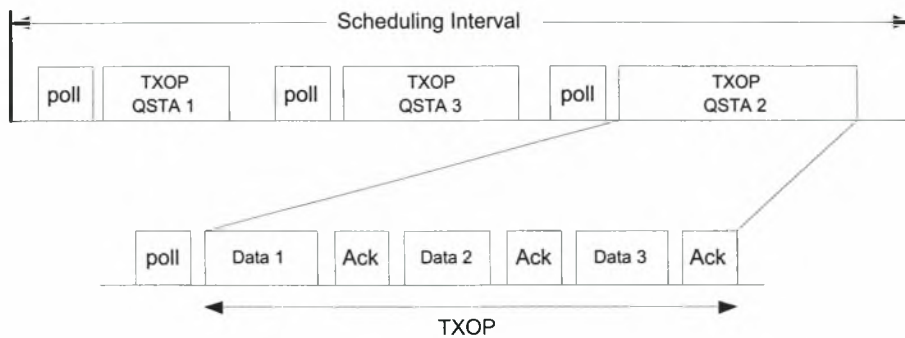 Scheduling Interval
poll
TXOP
QSTA 1
poll
TXOP
QSTA 3
poll
TXOP
QSTA 2
poll
Data 1
Ack
Data 2
Ack
Data 3
Ack
TXOP